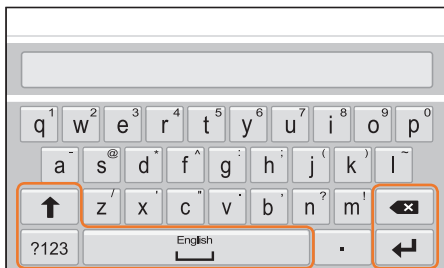 q 1 w 2 e 3 r 4 t 5 y 6 u 7 i 8 o 9 p 0
a - s @ d * f ^ g : h ; j ( k ) l ~
z / x ' c " v . b , n ? m !
?123 English .